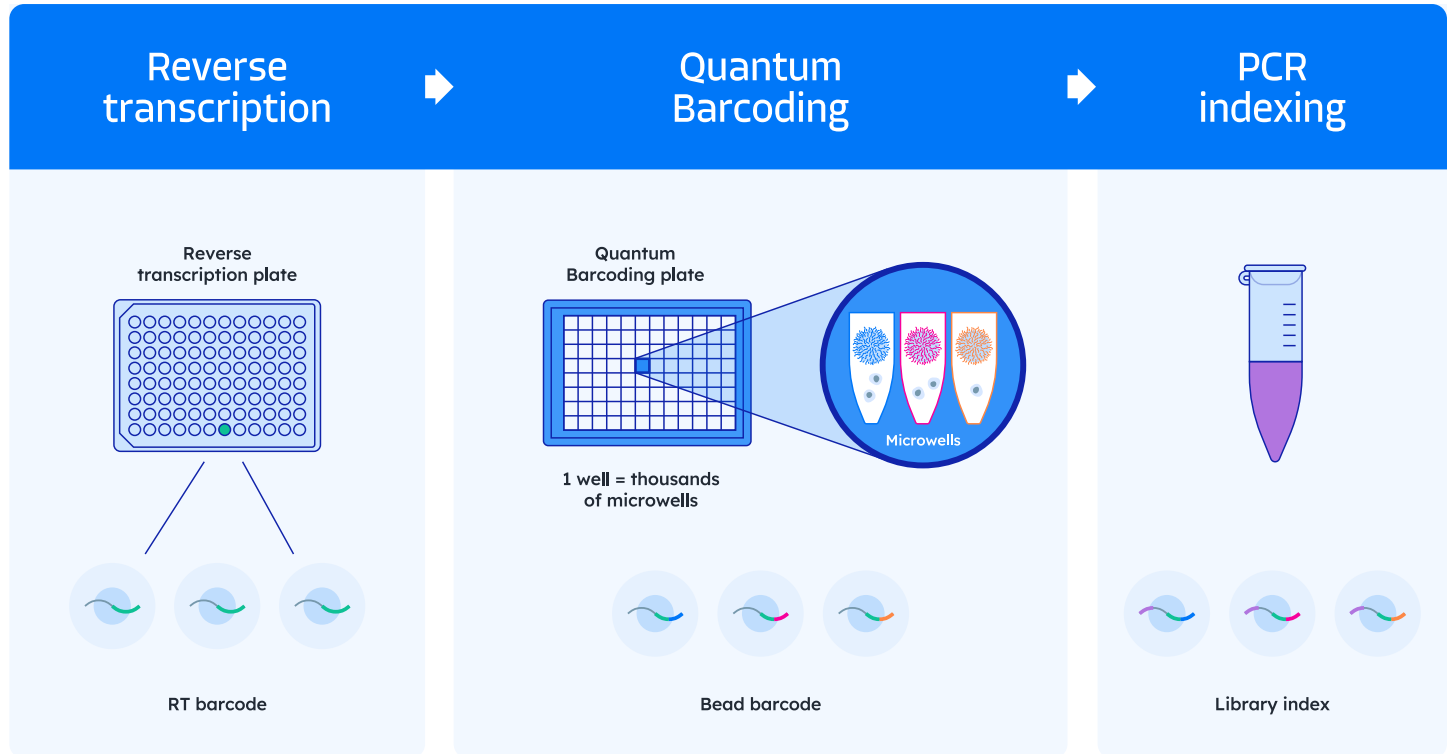 Reverse
transcription
Quantum
Barcoding
PCR
indexing
Reverse
transcription plate
Quantum
Barcoding plate
Microwells
1 well = thousands
of microwells
RT barcode
Bead barcode
Library index